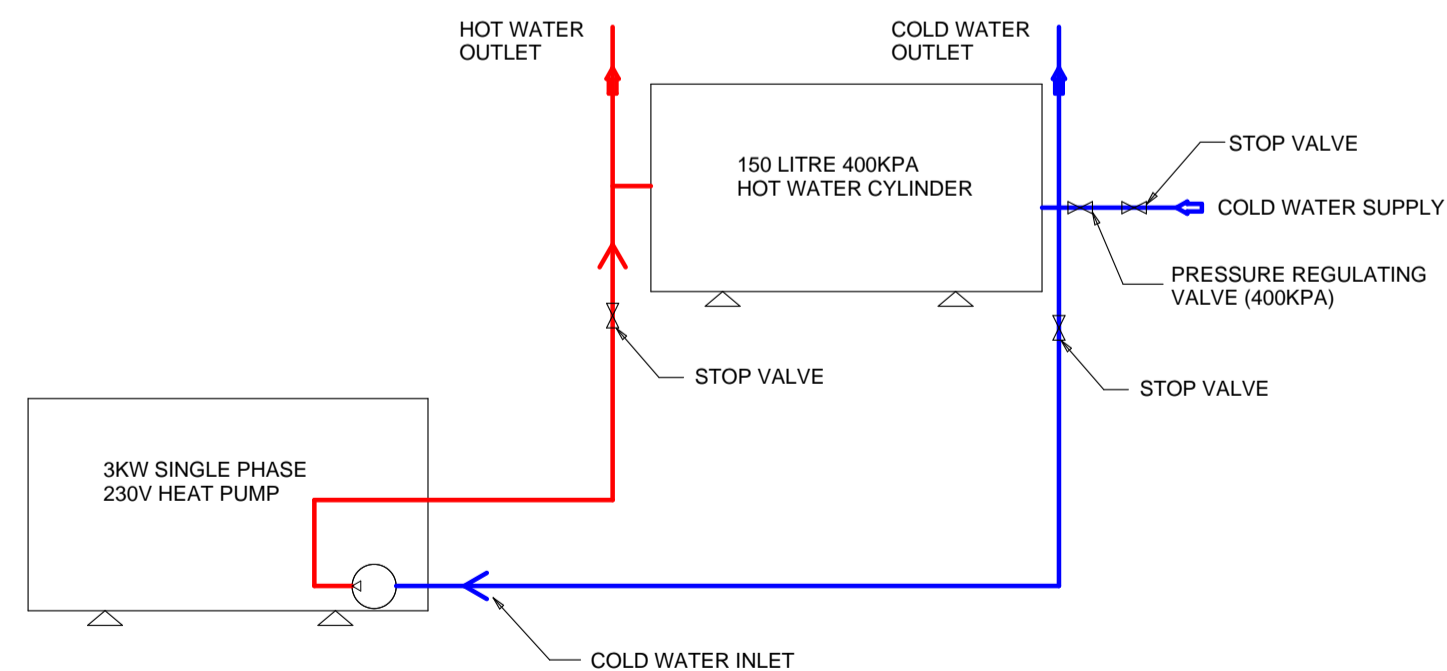 HOT WATER
OUTLET
COLD WATER
OUTLET
STOP VALVE
150 LITRE 400KPA
HOT WATER CYLINDER
COLD WATER SUPPLY
PRESSURE REGULATING
VALVE (400KPA)
STOP VALVE
STOP VALVE
3KW SINGLE PHASE
230V HEAT PUMP
COLD WATER INLET